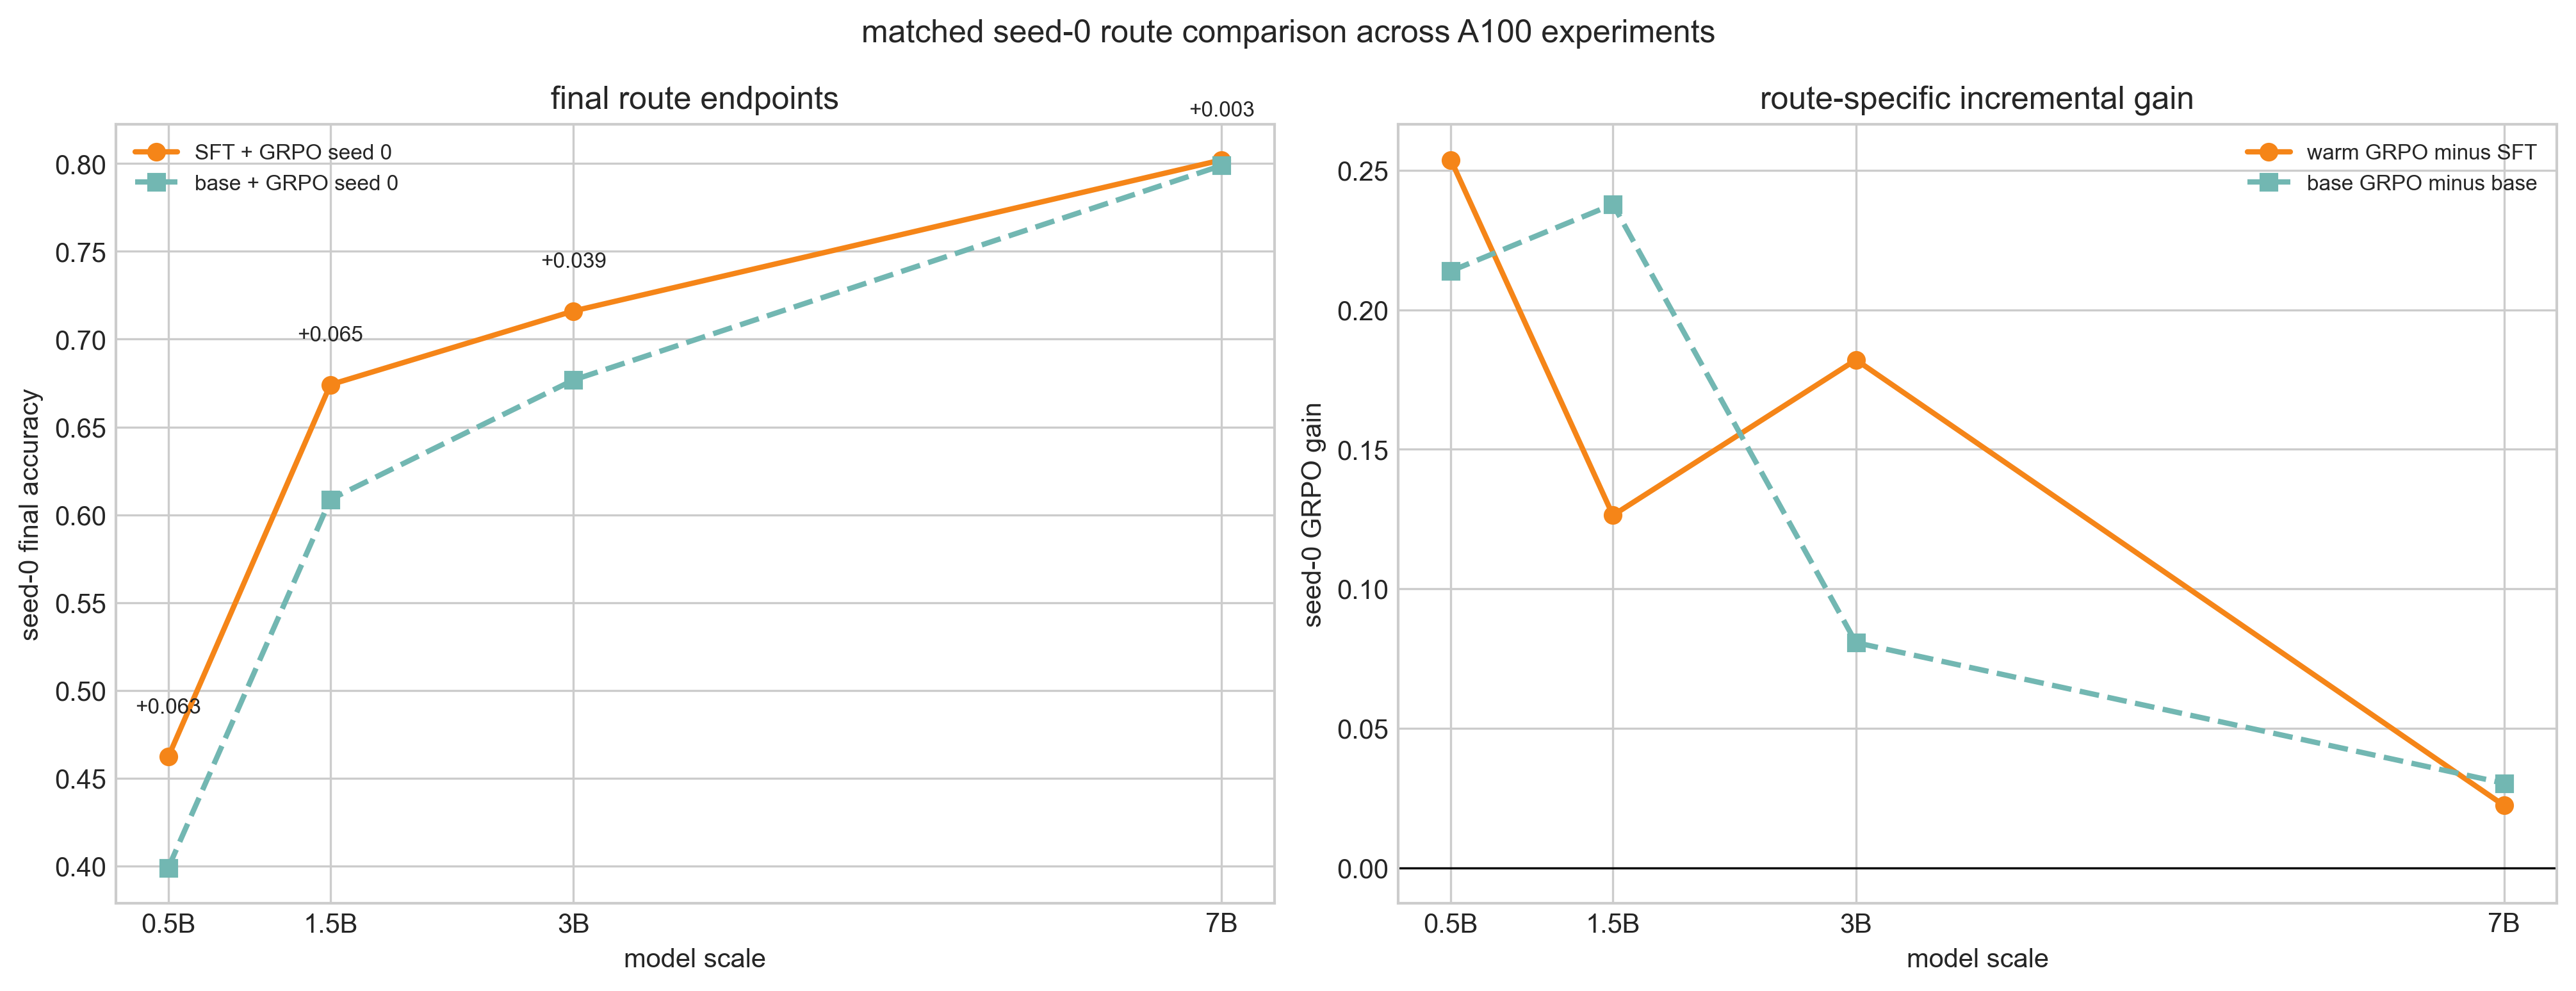 matched seed-0 route comparison across A100 experiments
final route endpoints
+0.003
SFT + GRPO seed 0
base + GRPO seed 0
0.80
0.75
0.70
0.65
0.60
0.55
0.50
0.45
0.40
+0.039
+0.065
+0.063
seed-0 final accuracy
0.5B
1.5B
3B
7B
model scale
route-specific incremental gain
warm GRPO minus SFT
base GRPO minus base
0.25
0.20
0.15
0.10
0.05
0.00
seed-0 GRPO gain
0.5B
1.5B
3B
7B
model scale